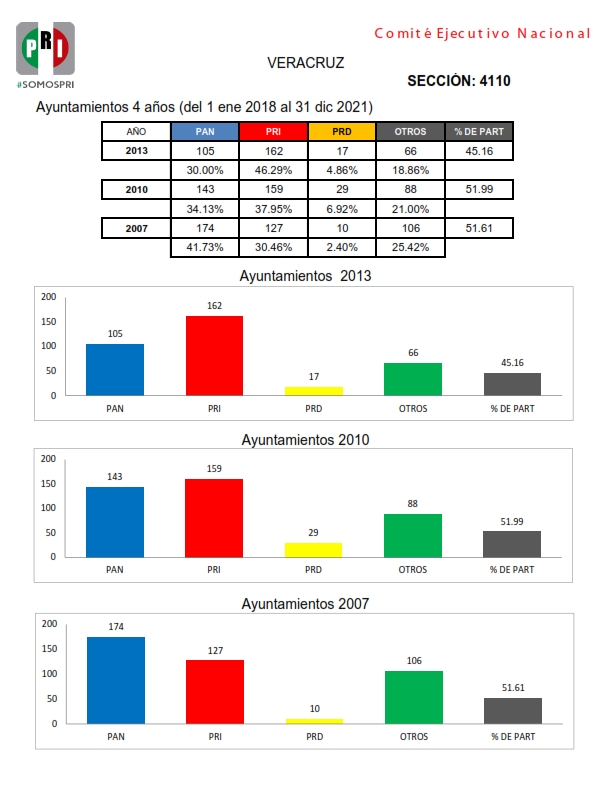 Comité Ejecutivo Nacional
PRI
#SOMOSPRI
VERACRUZ
SECCIÓN: 4110
Ayuntamientos 4 años (del 1 ene 2018 al 31 dic 2021)
AÑO PAN PRI PRD OTROS % DE PART
2013 105 162 17 66 45.16
30.00% 46.29% 4.86% 18.86%
2010 143 159 29 88 51.99
34.13% 37.95% 6.92% 21.00%
2007 174 127 10 106 51.61
41.73% 30.46% 2.40% 25.42%
Ayuntamientos 2013
200
150
100
50
0
105 162 17 66 45.16
PAN PRI PRD OTROS % DE PART
Ayuntamientos 2010
200
150
100
50
0
143 159 29 88 51.99
PAN PRI PRD OTROS % DE PART
Ayuntamientos 2007
200
150
100
50
0
174 127 10 106 51.61
PAN PRI PRD OTROS % DE PART